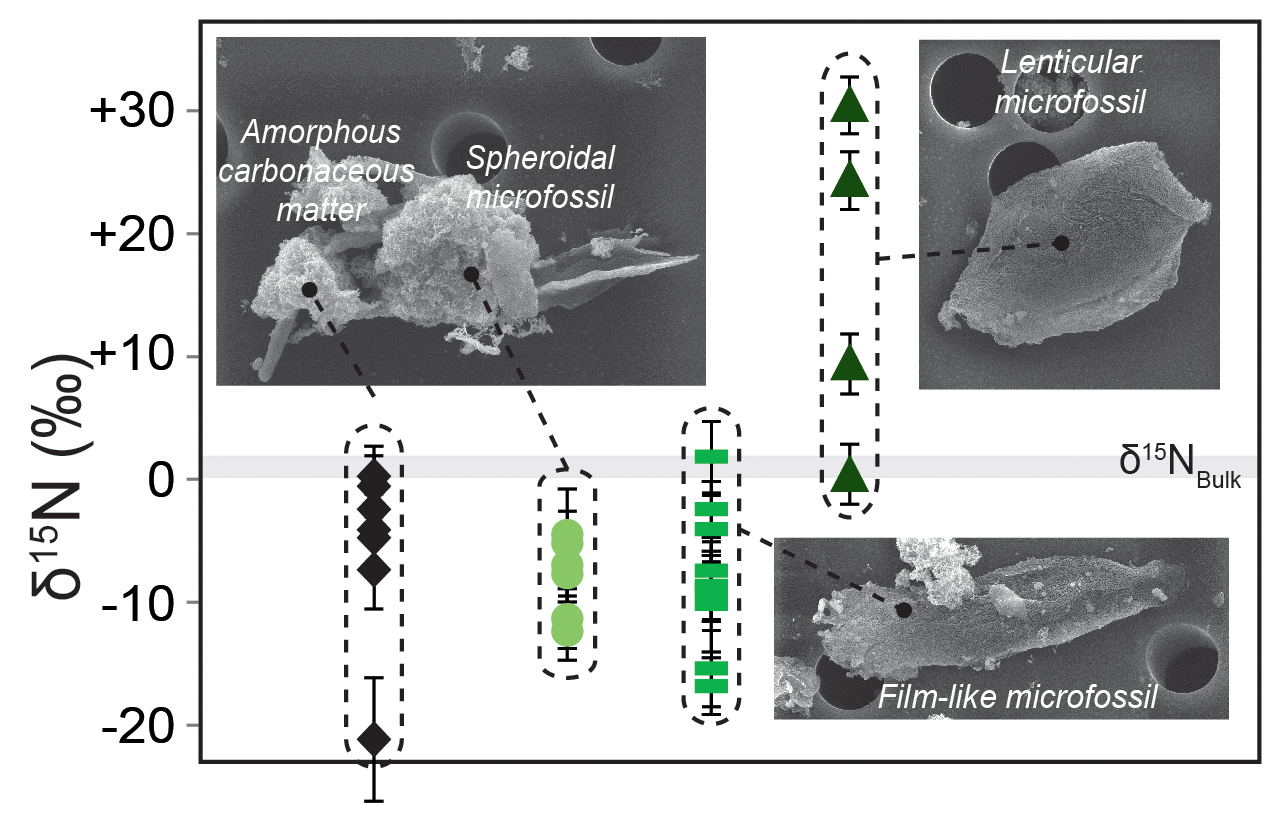 δ15N (‰)
+30
+20
+10
0
-10
-20
Amorphous
carbonaceous
matter
Spheroidal
microfossil
Lenticular
microfossil
δ15NBulk
Film-like microfossil